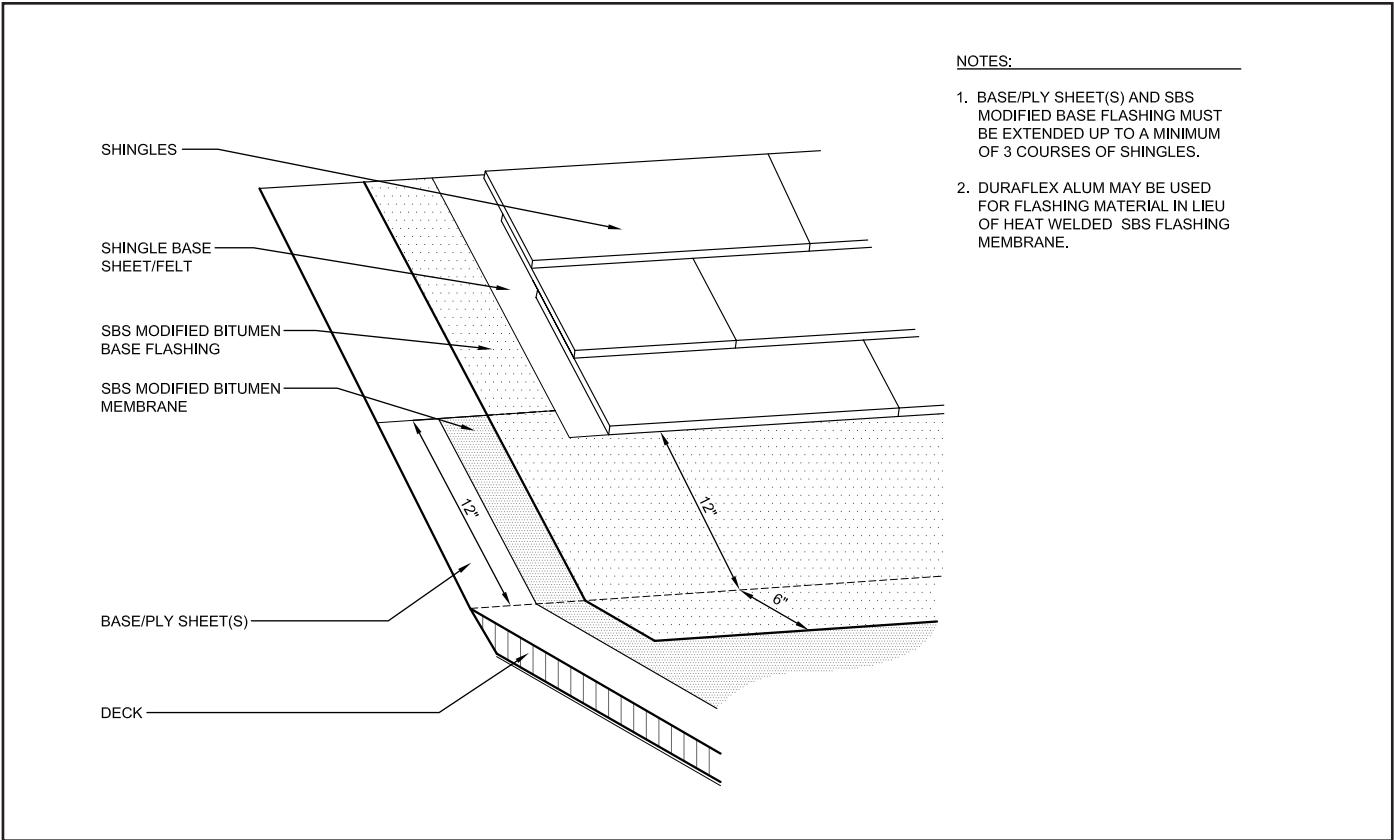 SHINGLES
SHINGLE BASE
SHEET/FELT
SBS MODIFIED BITUMEN
BASE FLASHING
SBS MODIFIED BITUMEN
MEMBRANE
BASE/PLY SHEET(S)
DECK
12"
12"
6"
NOTES:
1. BASE/PLY SHEET(S) AND SBS
MODIFIED BASE FLASHING MUST
BE EXTENDED UP TO A MINIMUM
OF 3 COURSES OF SHINGLES.
2. DURAFLEX ALUM MAY BE USED
FOR FLASHING MATERIAL IN LIEU
OF HEAT WELDED SBS FLASHING
MEMBRANE.